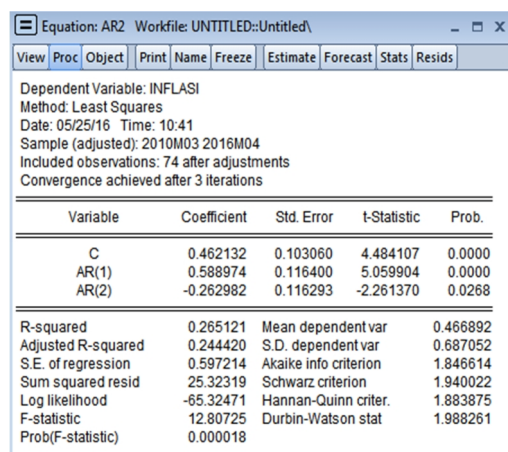 Equation: AR2 Workfile: UNTITLED::Untitled\
View Proc Object Print Name Freeze Estimate Forecast Stats Resids
Dependent Variable: INFLASI
Method: Least Squares
Date: 05/25/16 Time: 10:41
Sample (adjusted): 2010M03 2016M04
Included observations: 74 after adjustments
Convergence achieved after 3 iterations
Variable Coefficient Std. Error t-Statistic Prob.
C 0.462132 0.103060 4.484107 0.0000
AR(1) 0.588974 0.116400 5.059904 0.0000
AR(2) -0.262982 0.116293 -2.261370 0.0268
R-squared 0.265121 Mean dependent var 0.466892
Adjusted R-squared 0.244420 S.D. dependent var 0.687052
S.E. of regression 0.597214 Akaike info criterion 1.846614
Sum squared resid 25.32319 Schwarz criterion 1.940022
Log likelihood -65.32471 Hannan-Quinn criter. 1.883875
F-statistic 12.80725 Durbin-Watson stat 1.988261
Prob(F-statistic) 0.000018